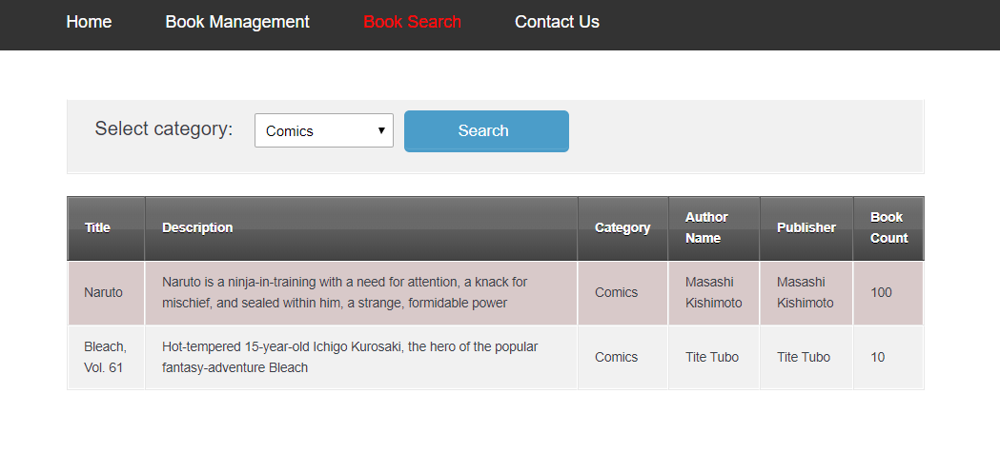 Home Book Management Book Search Contact Us
Select category: Comics Search
Title Description Category Author Name Publisher Book Count
Naruto Naruto is a ninja-in-training with a need for attention, a knack for mischief, and sealed within him, a strange, formidable power Comics Masashi Kishimoto Masashi Kishimoto 100
Bleach, Vol. 61 Hot-tempered 15-year-old Ichigo Kurosaki, the hero of the popular fantasy-adventure Bleach Comics Tite Tubo Tite Tubo 10